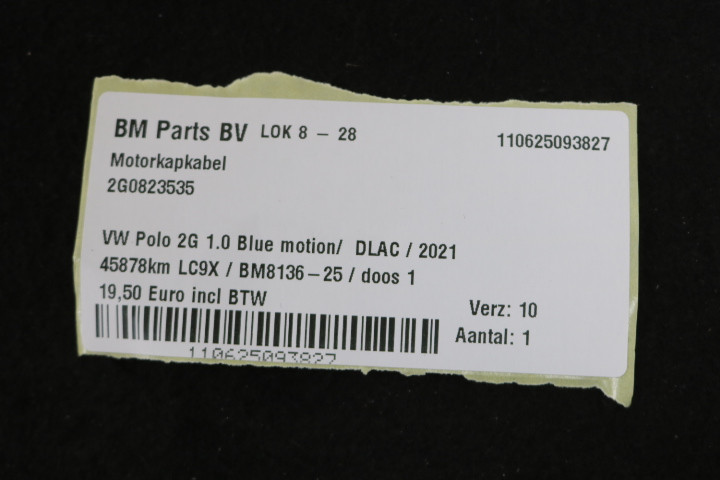 BM Parts BV LOK 8 - 28 110625093827
Motorkapkabel
2G0823535
VW Polo 2G 1.0 Blue motion/ DLAC / 2021
45878km LC9X / BM8136-25 / doos 1
19,50 Euro incl BTW
Verz: 10
Aantal: 1
110625093827